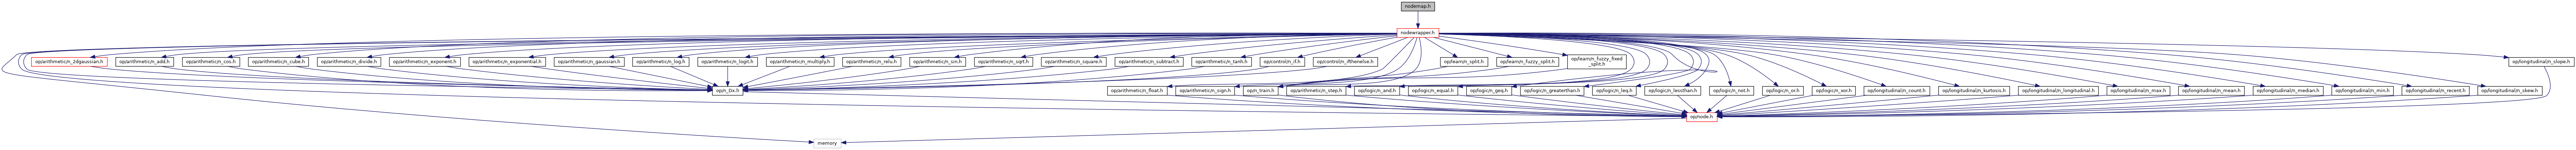 nodemap.h
nodewrapper.h
op/arithmetic/n_2dgaussian.h
op/arithmetic/n_add.h
op/arithmetic/n_cos.h
op/arithmetic/n_cube.h
op/arithmetic/n_divide.h
op/arithmetic/n_exponent.h
op/arithmetic/n_exponential.h
op/arithmetic/n_gaussian.h
op/arithmetic/n_log.h
op/arithmetic/n_logit.h
op/arithmetic/n_multiply.h
op/arithmetic/n_relu.h
op/arithmetic/n_sin.h
op/arithmetic/n_sqrt.h
op/arithmetic/n_square.h
op/arithmetic/n_subtract.h
op/arithmetic/n_tanh.h
op/control/n_if.h
op/control/n_ifthenelse.h
op/learn/n_split.h
op/learn/n_fuzzy_split.h
op/learn/n_fuzzy_fixed
_split.h
op/longitudinal/n_slope.h
op/n_Dx.h
op/arithmetic/n_float.h
op/arithmetic/n_sign.h
op/n_train.h
op/arithmetic/n_step.h
op/logic/n_and.h
op/logic/n_equal.h
op/logic/n_geq.h
op/logic/n_greaterthan.h
op/logic/n_leq.h
op/logic/n_lessthan.h
op/logic/n_not.h
op/logic/n_or.h
op/logic/n_xor.h
op/longitudinal/n_count.h
op/longitudinal/n_kurtosis.h
op/longitudinal/n_longitudinal.h
op/longitudinal/n_max.h
op/longitudinal/n_mean.h
op/longitudinal/n_median.h
op/longitudinal/n_min.h
op/longitudinal/n_recent.h
op/longitudinal/n_skew.h
op/node.h
memory